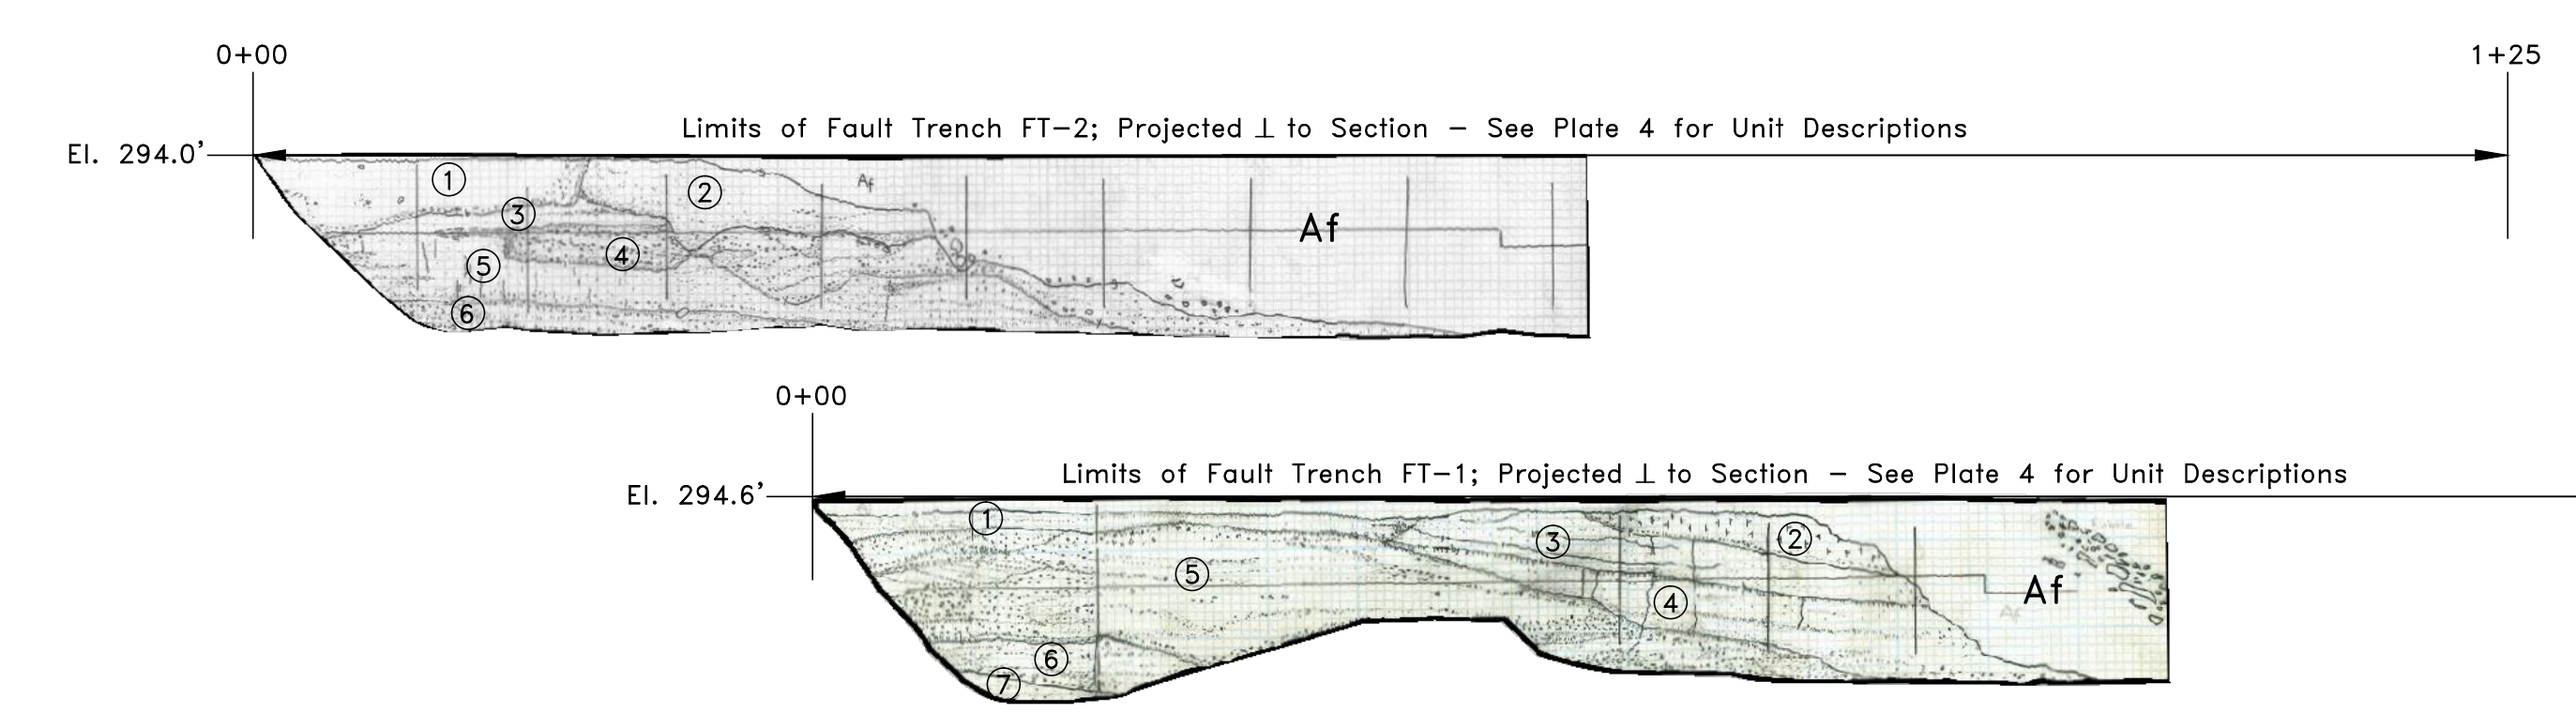 0+00
1+25
Limits of Fault Trench FT-2; Projected ⊥ to Section - See Plate 4 for Unit Descriptions
El. 294.0'
1
2
Af
3
Af
4
5
6
0+00
Limits of Fault Trench FT-1; Projected ⊥ to Section - See Plate 4 for Unit Descriptions
El. 294.6'
1
2
3
5
Af
4
Af
6
7